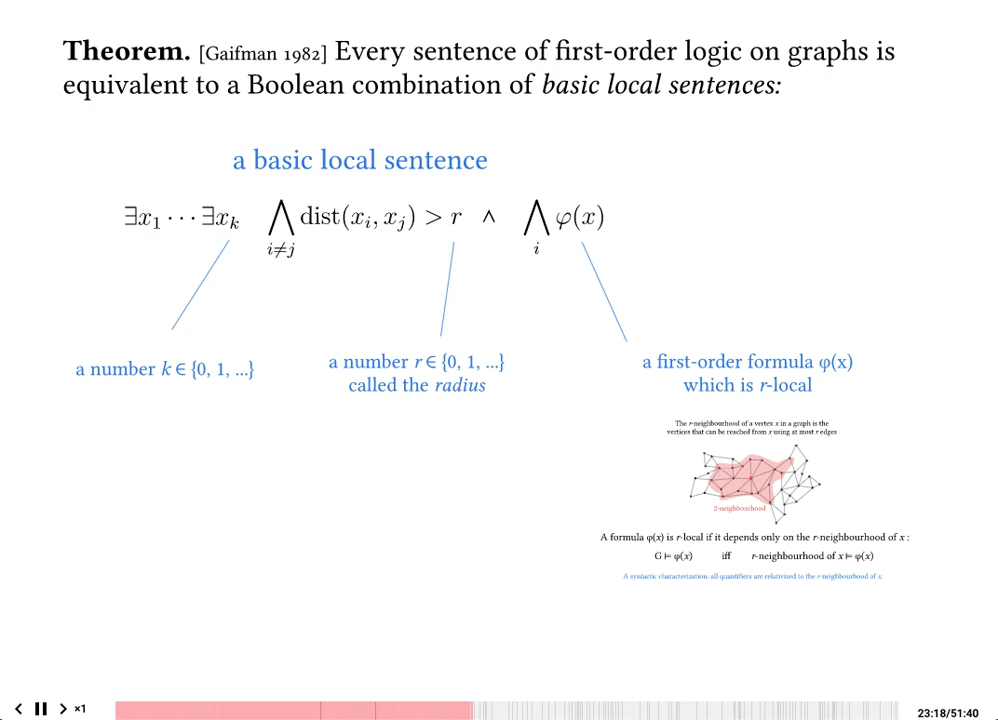 Theorem. [Gaifman 1982] Every sentence of first-order logic on graphs is
equivalent to a Boolean combination of basic local sentences:
a basic local sentence
∃x₁ ⋯ ∃xₖ ⋀ dist(xᵢ, xⱼ) > r ∧ ⋀ φ(x)
i≠j i
a number k ∈ {0, 1, ...}
a number r ∈ {0, 1, ...}
called the radius
a first-order formula φ(x)
which is r-local
The r-neighbourhood of a vertex x in a graph is the
vertices that can be reached from x using at most r edges
2-neighbourhood
A formula φ(x) is r-local if it depends only on the r-neighbourhood of x :
G ⊨ φ(x) iff r-neighbourhood of x ⊨ φ(x)
A syntactic characterization: all quantifiers are relativized to the r-neighbourhood of x.
×1
23:18/51:40